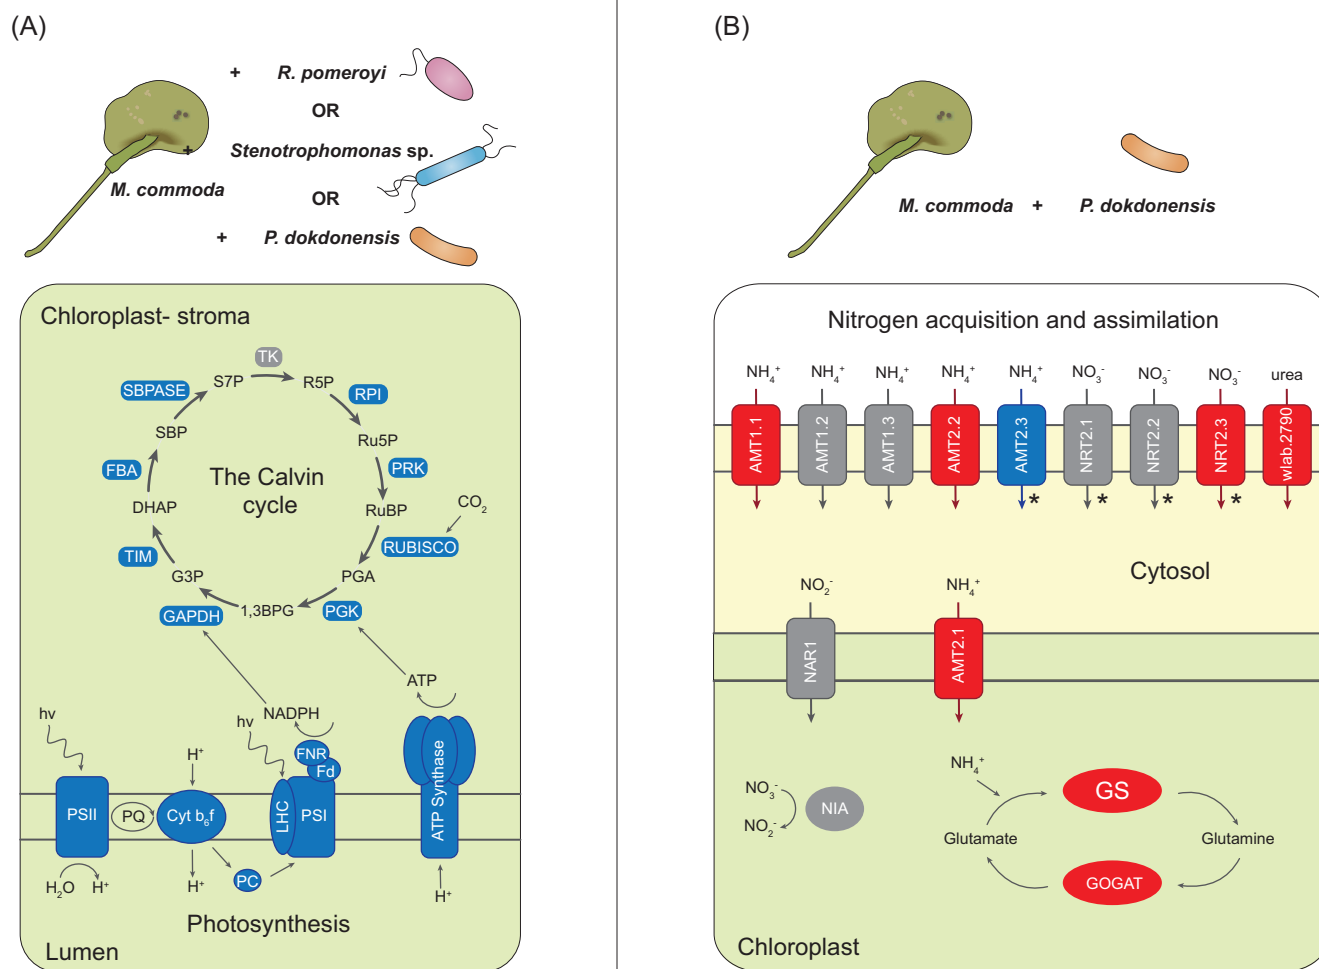 (A)
+ R. pomeroyi
OR
+ Stenotrophomonas sp.
M. commoda
OR
+ P. dokdonensis
Chloroplast- stroma
TK
S7P
R5P
SBPASE
RPI
SBP
Ru5P
FBA
The Calvin
cycle
PRK
DHAP
RuBP
CO₂
TIM
RUBISCO
G3P
PGA
GAPDH
1,3BPG
PGK
ATP
hv
NADPH
hv
H⁺
FNR
Fd
PSII
PQ
Cyt b₆f
LHC
PSI
ATP Synthase
H₂O
H⁺
H⁺
PC
H⁺
Photosynthesis
Lumen
(B)
M. commoda + P. dokdonensis
Nitrogen acquisition and assimilation
NH₄⁺ NH₄⁺ NH₄⁺ NH₄⁺ NH₄⁺ NO₃⁻ NO₃⁻ NO₃⁻ urea
AMT1.1 AMT1.2 AMT1.3 AMT2.2 AMT2.3 NRT2.1 NRT2.2 NRT2.3 wlab.2790
* * * *
Cytosol
NO₂⁻ NH₄⁺
NAR1 AMT2.1
NH₄⁺
NO₃⁻
NIA
GS
NO₂⁻
Glutamate
Glutamine
GOGAT
Chloroplast